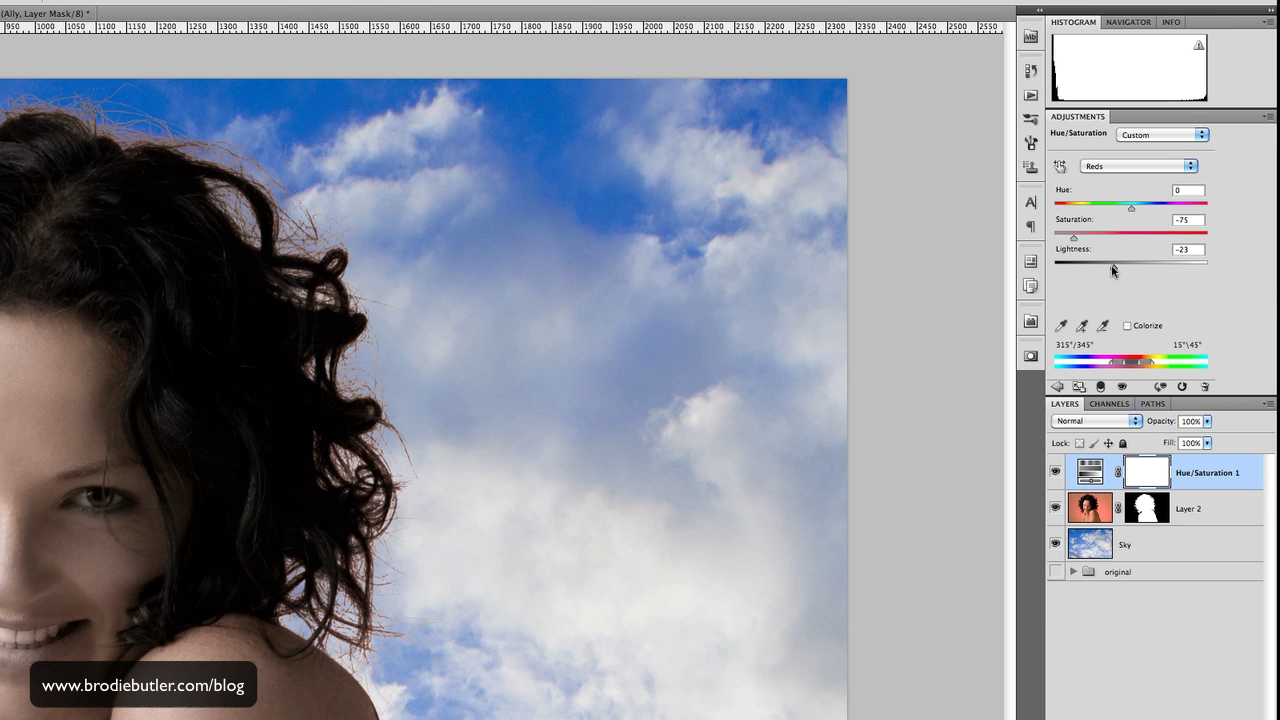 (Ally, Layer Mask/8) *
950 1000 1050 1100 1150 1200 1250 1300 1350 1400 1450 1500 1550 1600 1650 1700 1750 1800 1850 1900 1950 2000 2050 2100 2150 2200 2250 2300 2350 2400 2450 2500 2550
HISTOGRAM NAVIGATOR INFO
Mb
ADJUSTMENTS
Hue/Saturation Custom
Reds
Hue: 0
Saturation: -75
Lightness: -23
Colorize
315°/345° 15°\45°
LAYERS CHANNELS PATHS
Normal Opacity: 100%
Lock: Fill: 100%
Hue/Saturation 1
Layer 2
Sky
original
www.brodiebutler.com/blog